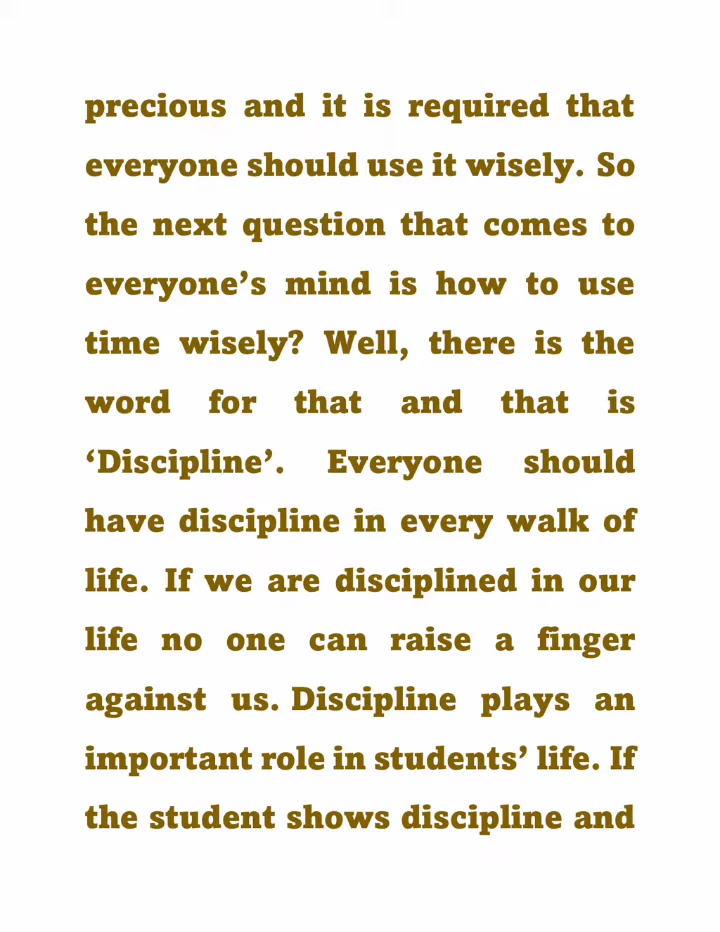 precious and it is required that
everyone should use it wisely. So
the next question that comes to
everyone’s mind is how to use
time wisely? Well, there is the
word for that and that is
‘Discipline’. Everyone should
have discipline in every walk of
life. If we are disciplined in our
life no one can raise a finger
against us. Discipline plays an
important role in students’ life. If
the student shows discipline and